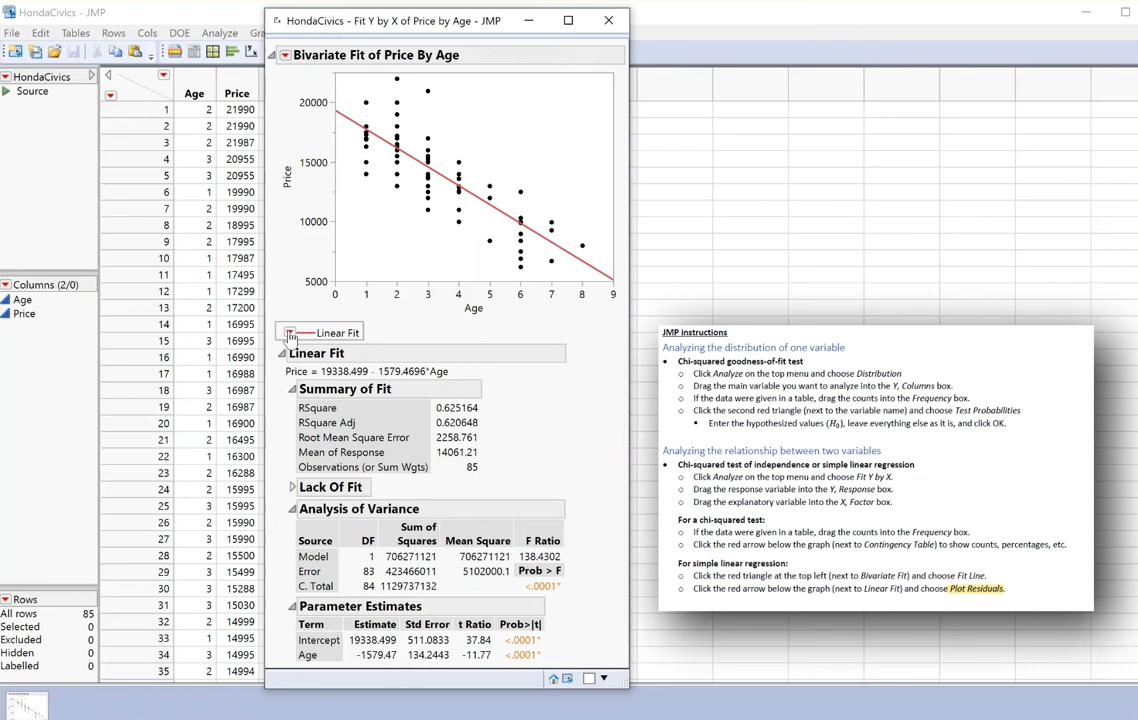 HondaCivics - JMP
File Edit Tables Rows Cols DOE Analyze Gra
HondaCivics
Source
Columns (2/0)
Age
Price
Rows
All rows 85
Selected 0
Excluded 0
Hidden 0
Labelled 0
Age Price
1 2 21990
2 2 21990
3 2 21987
4 3 20955
5 3 20955
6 1 19990
7 2 19990
8 2 18995
9 2 17995
10 1 17987
11 1 17495
12 1 17299
13 2 17200
14 1 16995
15 3 16995
16 1 16990
17 1 16988
18 3 16987
19 2 16987
20 1 16900
21 2 16495
22 1 16300
23 2 16288
24 2 15995
25 3 15995
26 2 15990
27 3 15990
28 2 15500
29 3 15499
30 3 15288
31 3 15030
32 2 14999
33 1 14995
34 3 14995
35 2 14994
HondaCivics - Fit Y by X of Price by Age - JMP
Bivariate Fit of Price By Age
20000
15000
10000
5000
Price
0 1 2 3 4 5 6 7 8 9
Age
Linear Fit
Linear Fit
Price = 19338.499 - 1579.4696*Age
Summary of Fit
RSquare 0.625164
RSquare Adj 0.620648
Root Mean Square Error 2258.761
Mean of Response 14061.21
Observations (or Sum Wgts) 85
Lack Of Fit
Analysis of Variance
Sum of
Source DF Squares Mean Square F Ratio
Model 1 706271121 706271121 138.4302
Error 83 423466011 5102000.1 Prob > F
C. Total 84 1129737132 <.0001*
Parameter Estimates
Term Estimate Std Error t Ratio Prob>|t|
Intercept 19338.499 511.0833 37.84 <.0001*
Age -1579.47 134.2443 -11.77 <.0001*
JMP instructions
Analyzing the distribution of one variable
• Chi-squared goodness-of-fit test
o Click Analyze on the top menu and choose Distribution
o Drag the main variable you want to analyze into the Y, Columns box.
o If the data were given in a table, drag the counts into the Frequency box.
o Click the second red triangle (next to the variable name) and choose Test Probabilities
▪ Enter the hypothesized values (H₀), leave everything else as it is, and click OK.
Analyzing the relationship between two variables
• Chi-squared test of independence or simple linear regression
o Click Analyze on the top menu and choose Fit Y by X.
o Drag the response variable into the Y, Response box.
o Drag the explanatory variable into the X, Factor box.
For a chi-squared test:
o If the data were given in a table, drag the counts into the Frequency box.
o Click the red arrow below the graph (next to Contingency Table) to show counts, percentages, etc.
For simple linear regression:
o Click the red triangle at the top left (next to Bivariate Fit) and choose Fit Line.
o Click the red arrow below the graph (next to Linear Fit) and choose Plot Residuals.